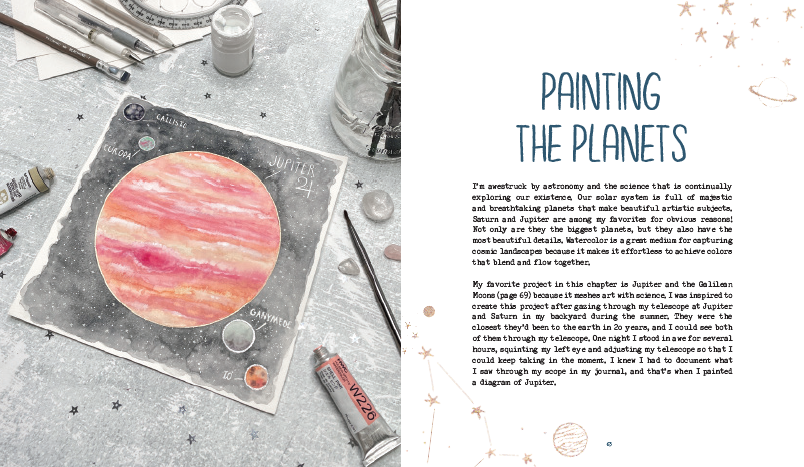 CALLISTO
EUROPA
JUPITER
GANYMEDE
IO
W226
PAINTING
THE PLANETS
I'm awestruck by astronomy and the science that is continually
exploring our existence. Our solar system is full of majestic
and breathtaking planets that make beautiful artistic subjects.
Saturn and Jupiter are among my favorites for obvious reasons!
Not only are they the biggest planets, but they also have the
most beautiful details. Watercolor is a great medium for capturing
cosmic landscapes because it makes it effortless to achieve colors
that blend and flow together.
My favorite project in this chapter is Jupiter and the Galilean
Moons (page 69) because it meshes art with science. I was inspired to
create this project after gazing through my telescope at Jupiter
and Saturn in my backyard during the summer. They were the
closest they'd been to the earth in 20 years, and I could see both
of them through my telescope. One night I stood in awe for several
hours, squinting my left eye and adjusting my telescope so that I
could keep taking in the moment. I knew I had to document what
I saw through my scope in my journal, and that's when I painted
a diagram of Jupiter.